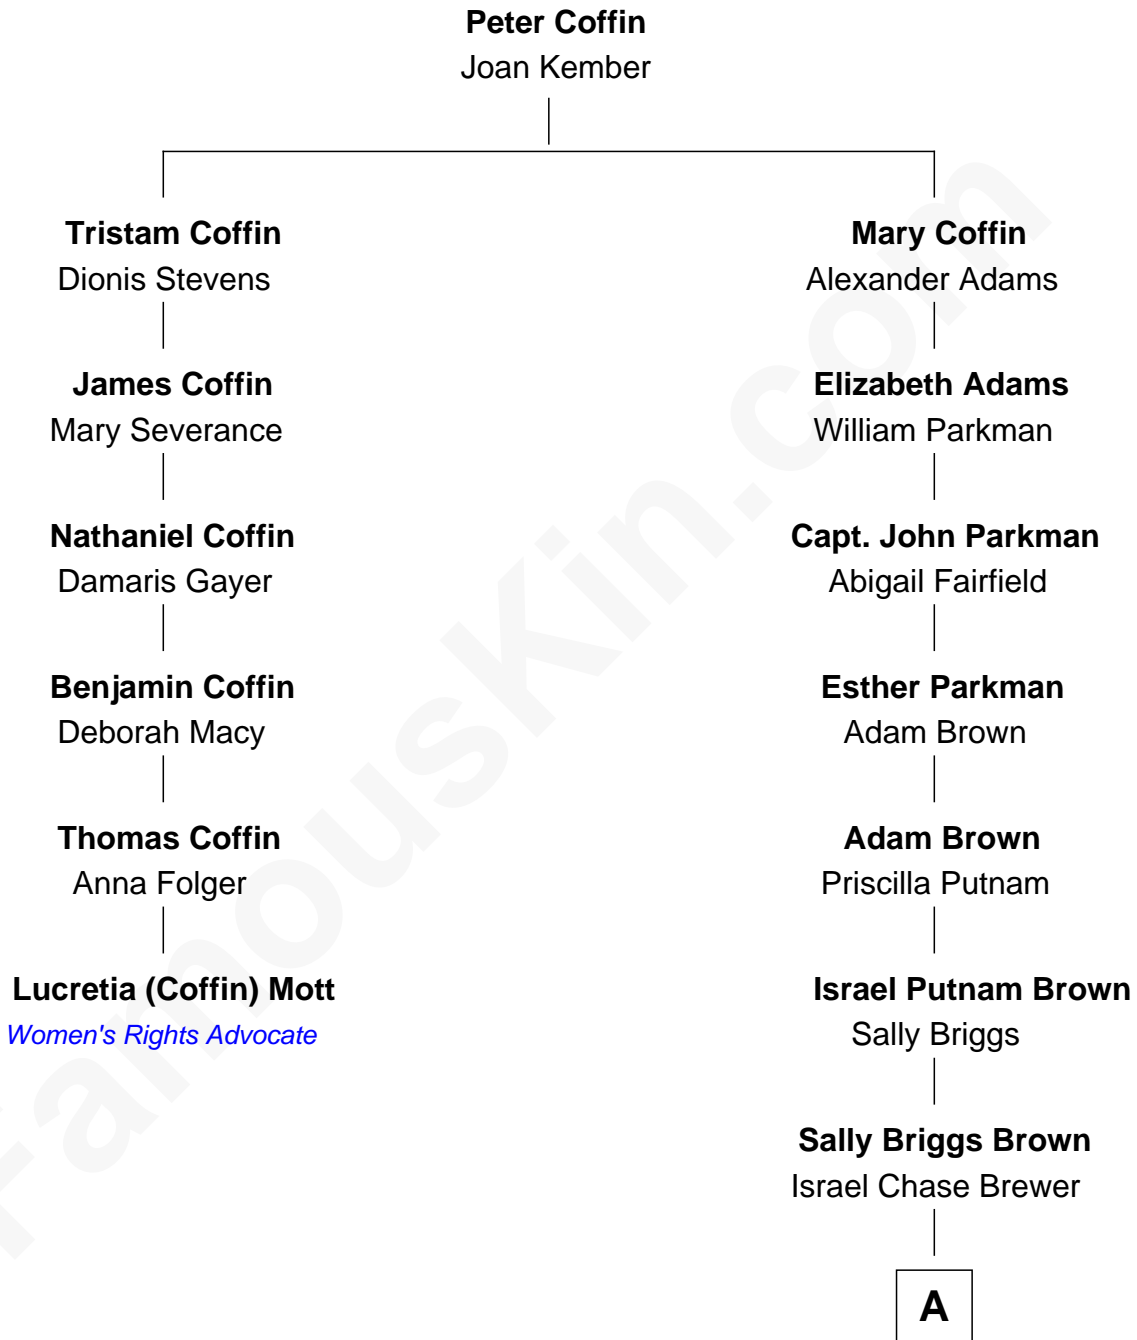 Peter Coffin
Joan Kember
Tristam Coffin
Dionis Stevens
James Coffin
Mary Severance
Nathaniel Coffin
Damaris Gayer
Benjamin Coffin
Deborah Macy
Thomas Coffin
Anna Folger
Lucretia (Coffin) Mott
Women's Rights Advocate
Mary Coffin
Alexander Adams
Elizabeth Adams
William Parkman
Capt. John Parkman
Abigail Fairfield
Esther Parkman
Adam Brown
Adam Brown
Priscilla Putnam
Israel Putnam Brown
Sally Briggs
Sally Briggs Brown
Israel Chase Brewer
A
FamousKin.com